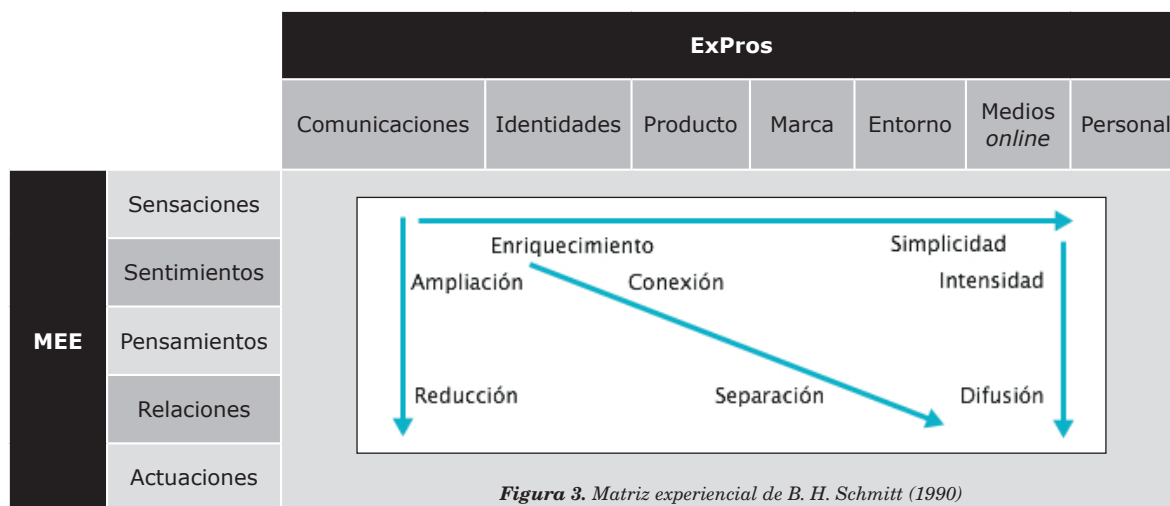 ExPros
Comunicaciones Identidades Producto Marca Entorno Medios online Personal
MEE
Sensaciones
Sentimientos
Pensamientos
Relaciones
Actuaciones
Enriquecimiento Simplicidad
Ampliación Conexión Intensidad
Reducción Separación Difusión
Figura 3. Matriz experiencial de B. H. Schmitt (1990)